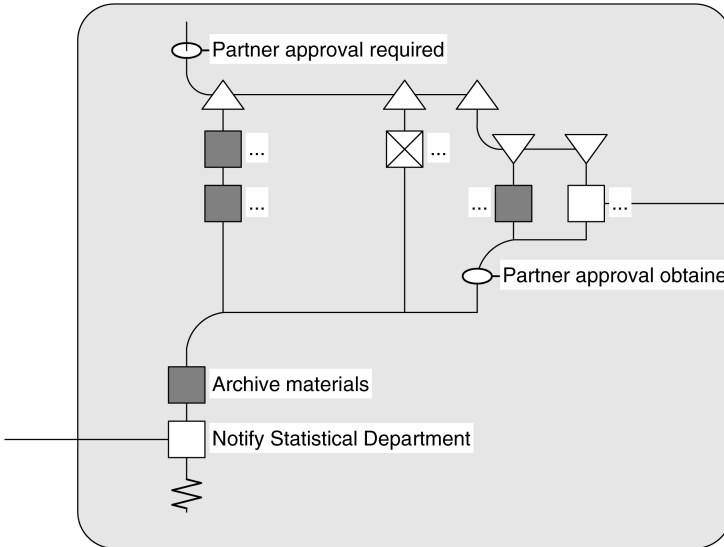 Partner approval required
...
...
...
...
...
Partner approval obtaine
Archive materials
Notify Statistical Department